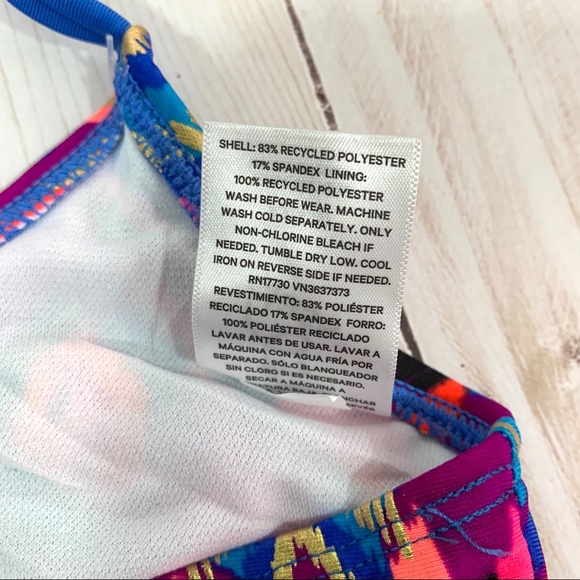 SHELL: 83% RECYCLED POLYESTER
17% SPANDEX LINING:
100% RECYCLED POLYESTER
WASH BEFORE WEAR. MACHINE
WASH COLD SEPARATELY. ONLY
NON-CHLORINE BLEACH IF
NEEDED. TUMBLE DRY LOW. COOL
IRON ON REVERSE SIDE IF NEEDED.
RN17730 VN3637373
REVESTIMIENTO: 83% POLIÉSTER
RECICLADO 17% SPANDEX FORRO:
100% POLIÉSTER RECICLADO
LAVAR ANTES DE USAR. LAVAR A
MÁQUINA CON AGUA FRÍA POR
SEPARADO. SÓLO BLANQUEADOR
SIN CLORO SI ES NECESARIO.
SECAR A MÁQUINA A
BAJA